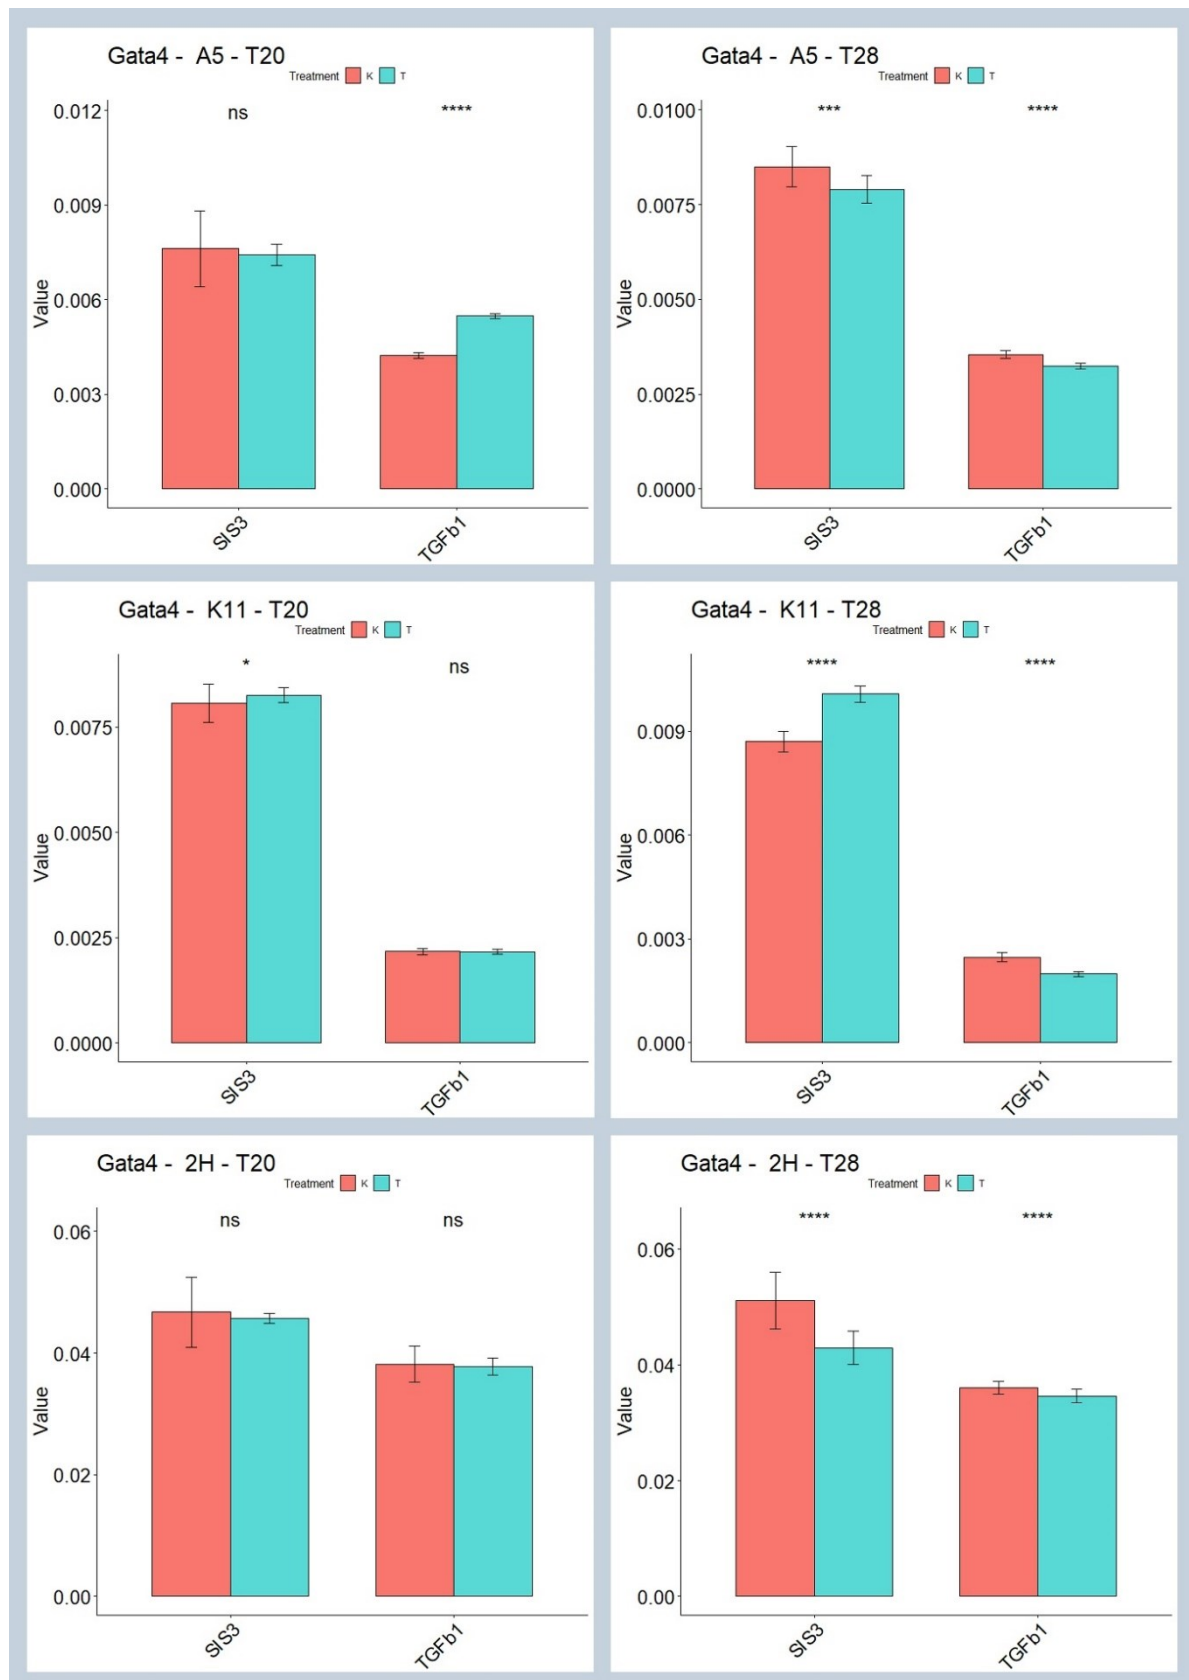 Gata4 - A5 - T20
Treatment K T
ns ****
0.012
0.009
0.006
0.003
0.000
Value
SIS3 TGFb1
Gata4 - A5 - T28
Treatment K T
*** ****
0.0100
0.0075
0.0050
0.0025
0.0000
Value
SIS3 TGFb1
Gata4 - K11 - T20
Treatment K T
* ns
0.0075
0.0050
0.0025
0.0000
Value
SIS3 TGFb1
Gata4 - K11 - T28
Treatment K T
**** ****
0.009
0.006
0.003
0.000
Value
SIS3 TGFb1
Gata4 - 2H - T20
Treatment K T
ns ns
0.06
0.04
0.02
0.00
Value
SIS3 TGFb1
Gata4 - 2H - T28
Treatment K T
**** ****
0.06
0.04
0.02
0.00
Value
SIS3 TGFb1